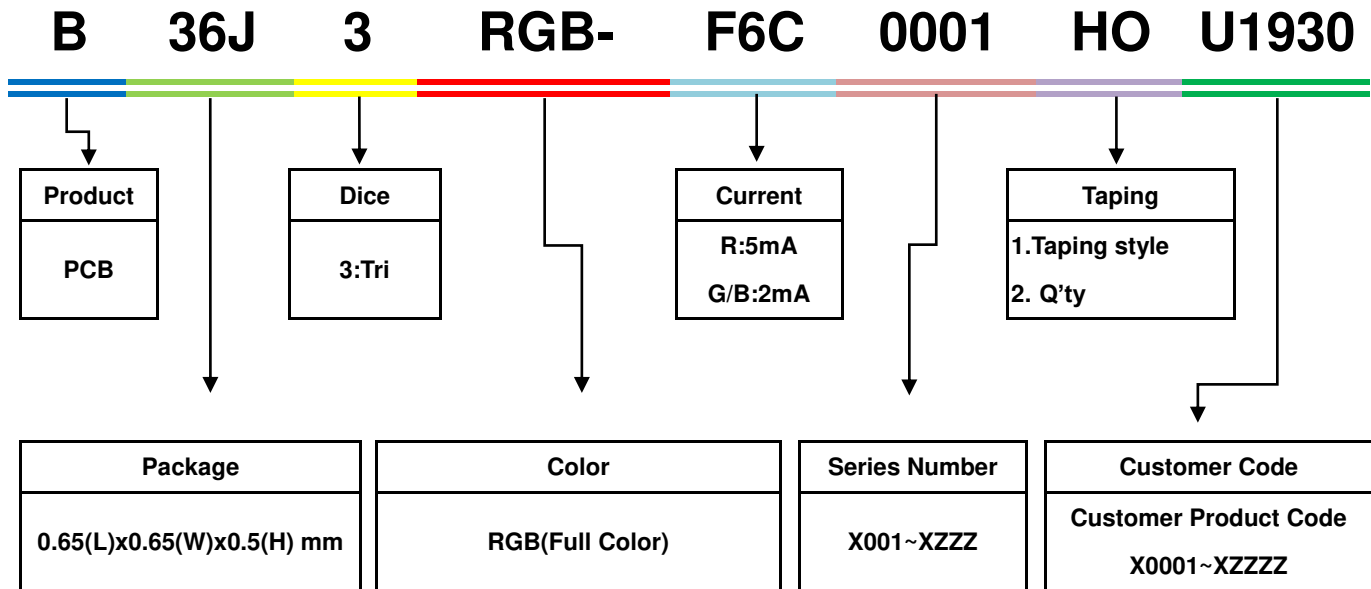 B 36J 3 RGB- F6C 0001 HO U1930
Product
PCB
Dice
3:Tri
Current
R:5mA
G/B:2mA
Taping
1.Taping style
2. Q'ty
Package
0.65(L)x0.65(W)x0.5(H) mm
Color
RGB(Full Color)
Series Number
X001~XZZZ
Customer Code
Customer Product Code
X0001~XZZZZ